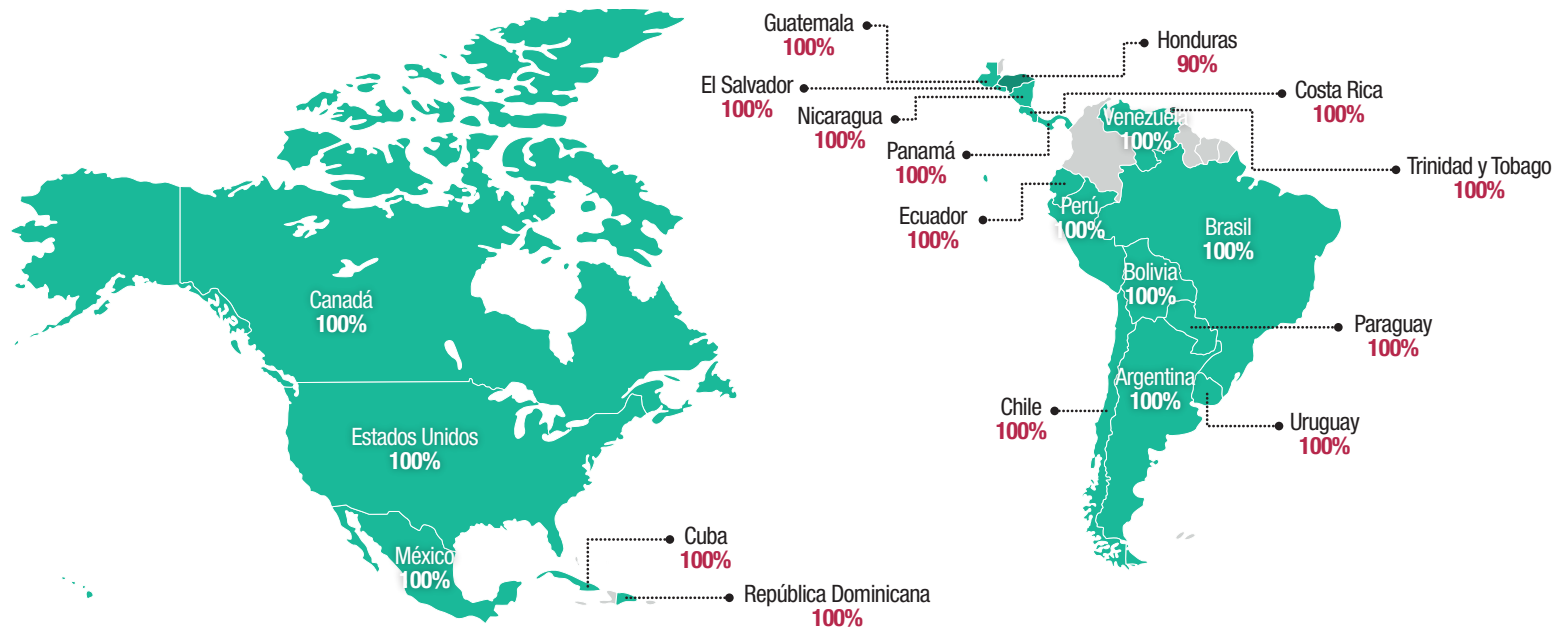 Canadá
100%
Estados Unidos
100%
México
100%
Cuba
100%
República Dominicana
100%
Guatemala
100%
Honduras
90%
El Salvador
100%
Costa Rica
100%
Nicaragua
100%
Venezuela
100%
Panamá
100%
Trinidad y Tobago
100%
Ecuador
100%
Perú
100%
Brasil
100%
Bolivia
100%
Paraguay
100%
Argentina
100%
Chile
100%
Uruguay
100%